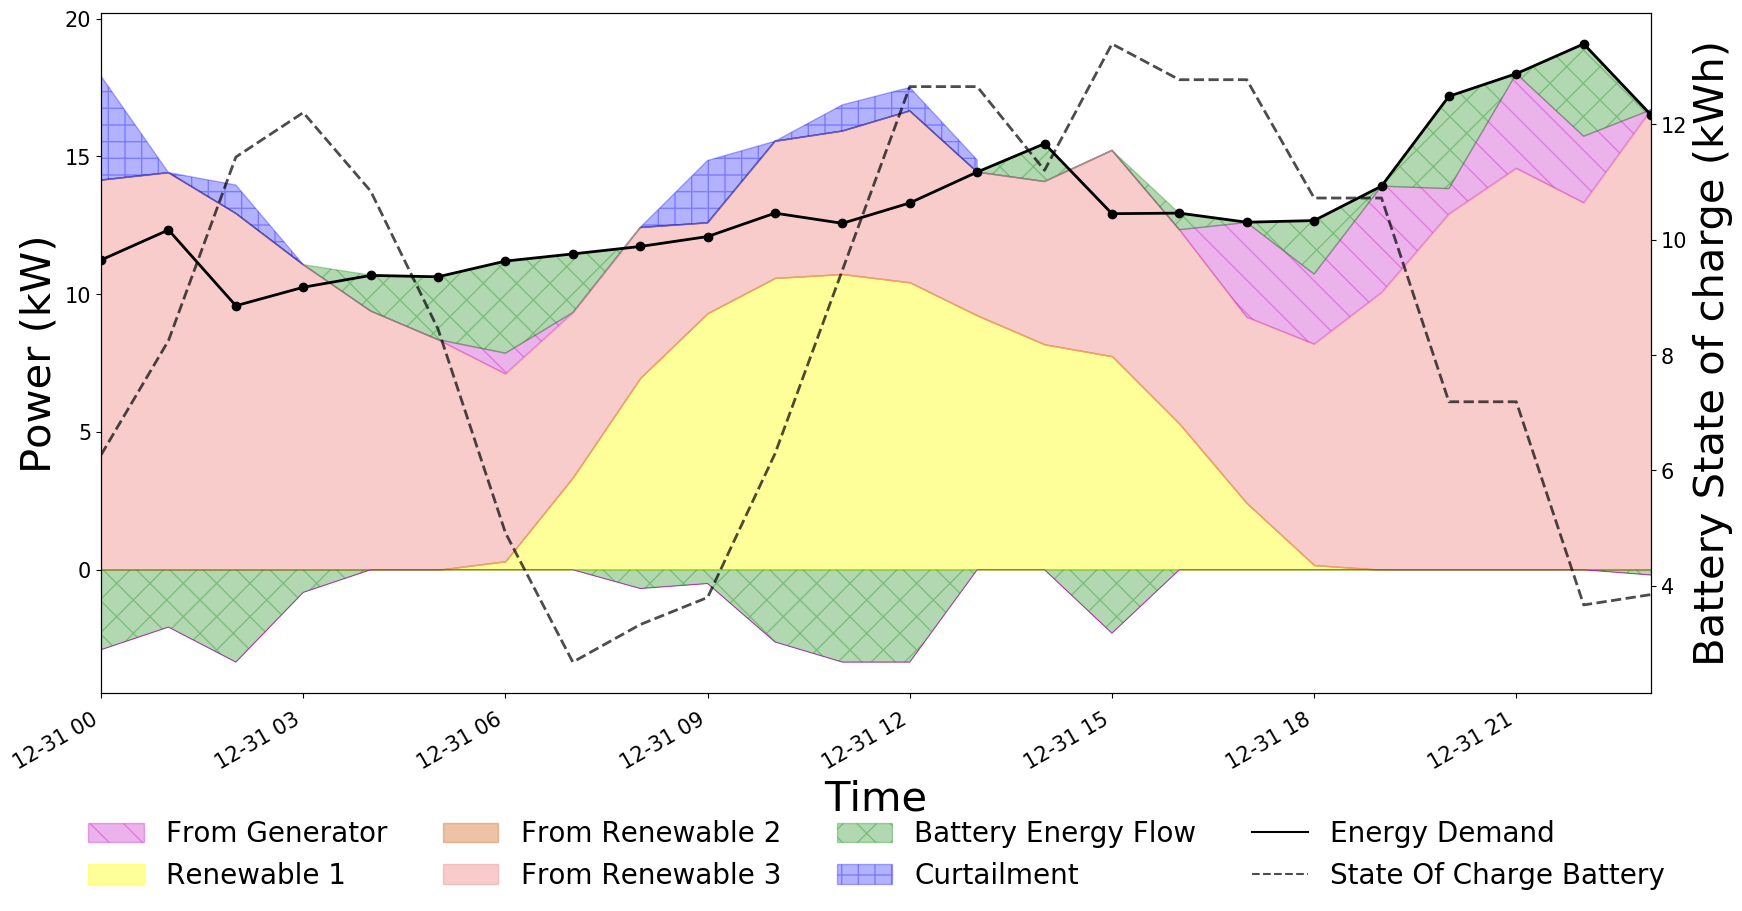 20
15
10
5
0
Power (kW)
12
10
8
6
4
Battery State of charge (kWh)
12-31 00
12-31 03
12-31 06
12-31 09
12-31 12
12-31 15
12-31 18
12-31 21
Time
From Generator
From Renewable 2
Battery Energy Flow
Energy Demand
Renewable 1
From Renewable 3
Curtailment
State Of Charge Battery